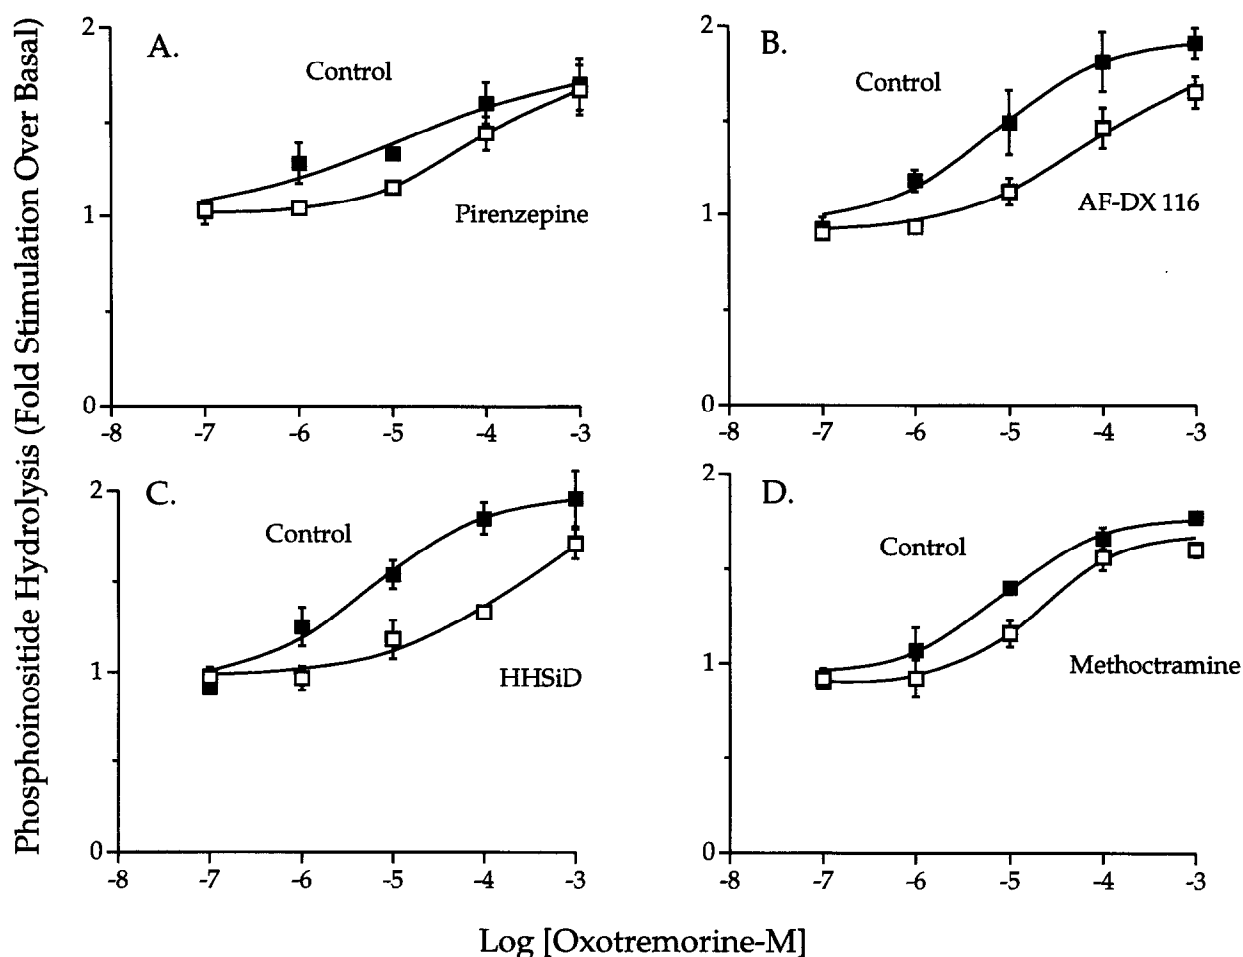 Phosphoinositide Hydrolysis (Fold Stimulation Over Basal)
A.
Control
Pirenzepine
2
1
0
-8 -7 -6 -5 -4 -3
B.
Control
AF-DX 116
2
1
0
-8 -7 -6 -5 -4 -3
C.
Control
HHSiD
2
1
0
-8 -7 -6 -5 -4 -3
D.
Control
Methoctramine
2
1
0
-8 -7 -6 -5 -4 -3
Log [Oxotremorine-M]